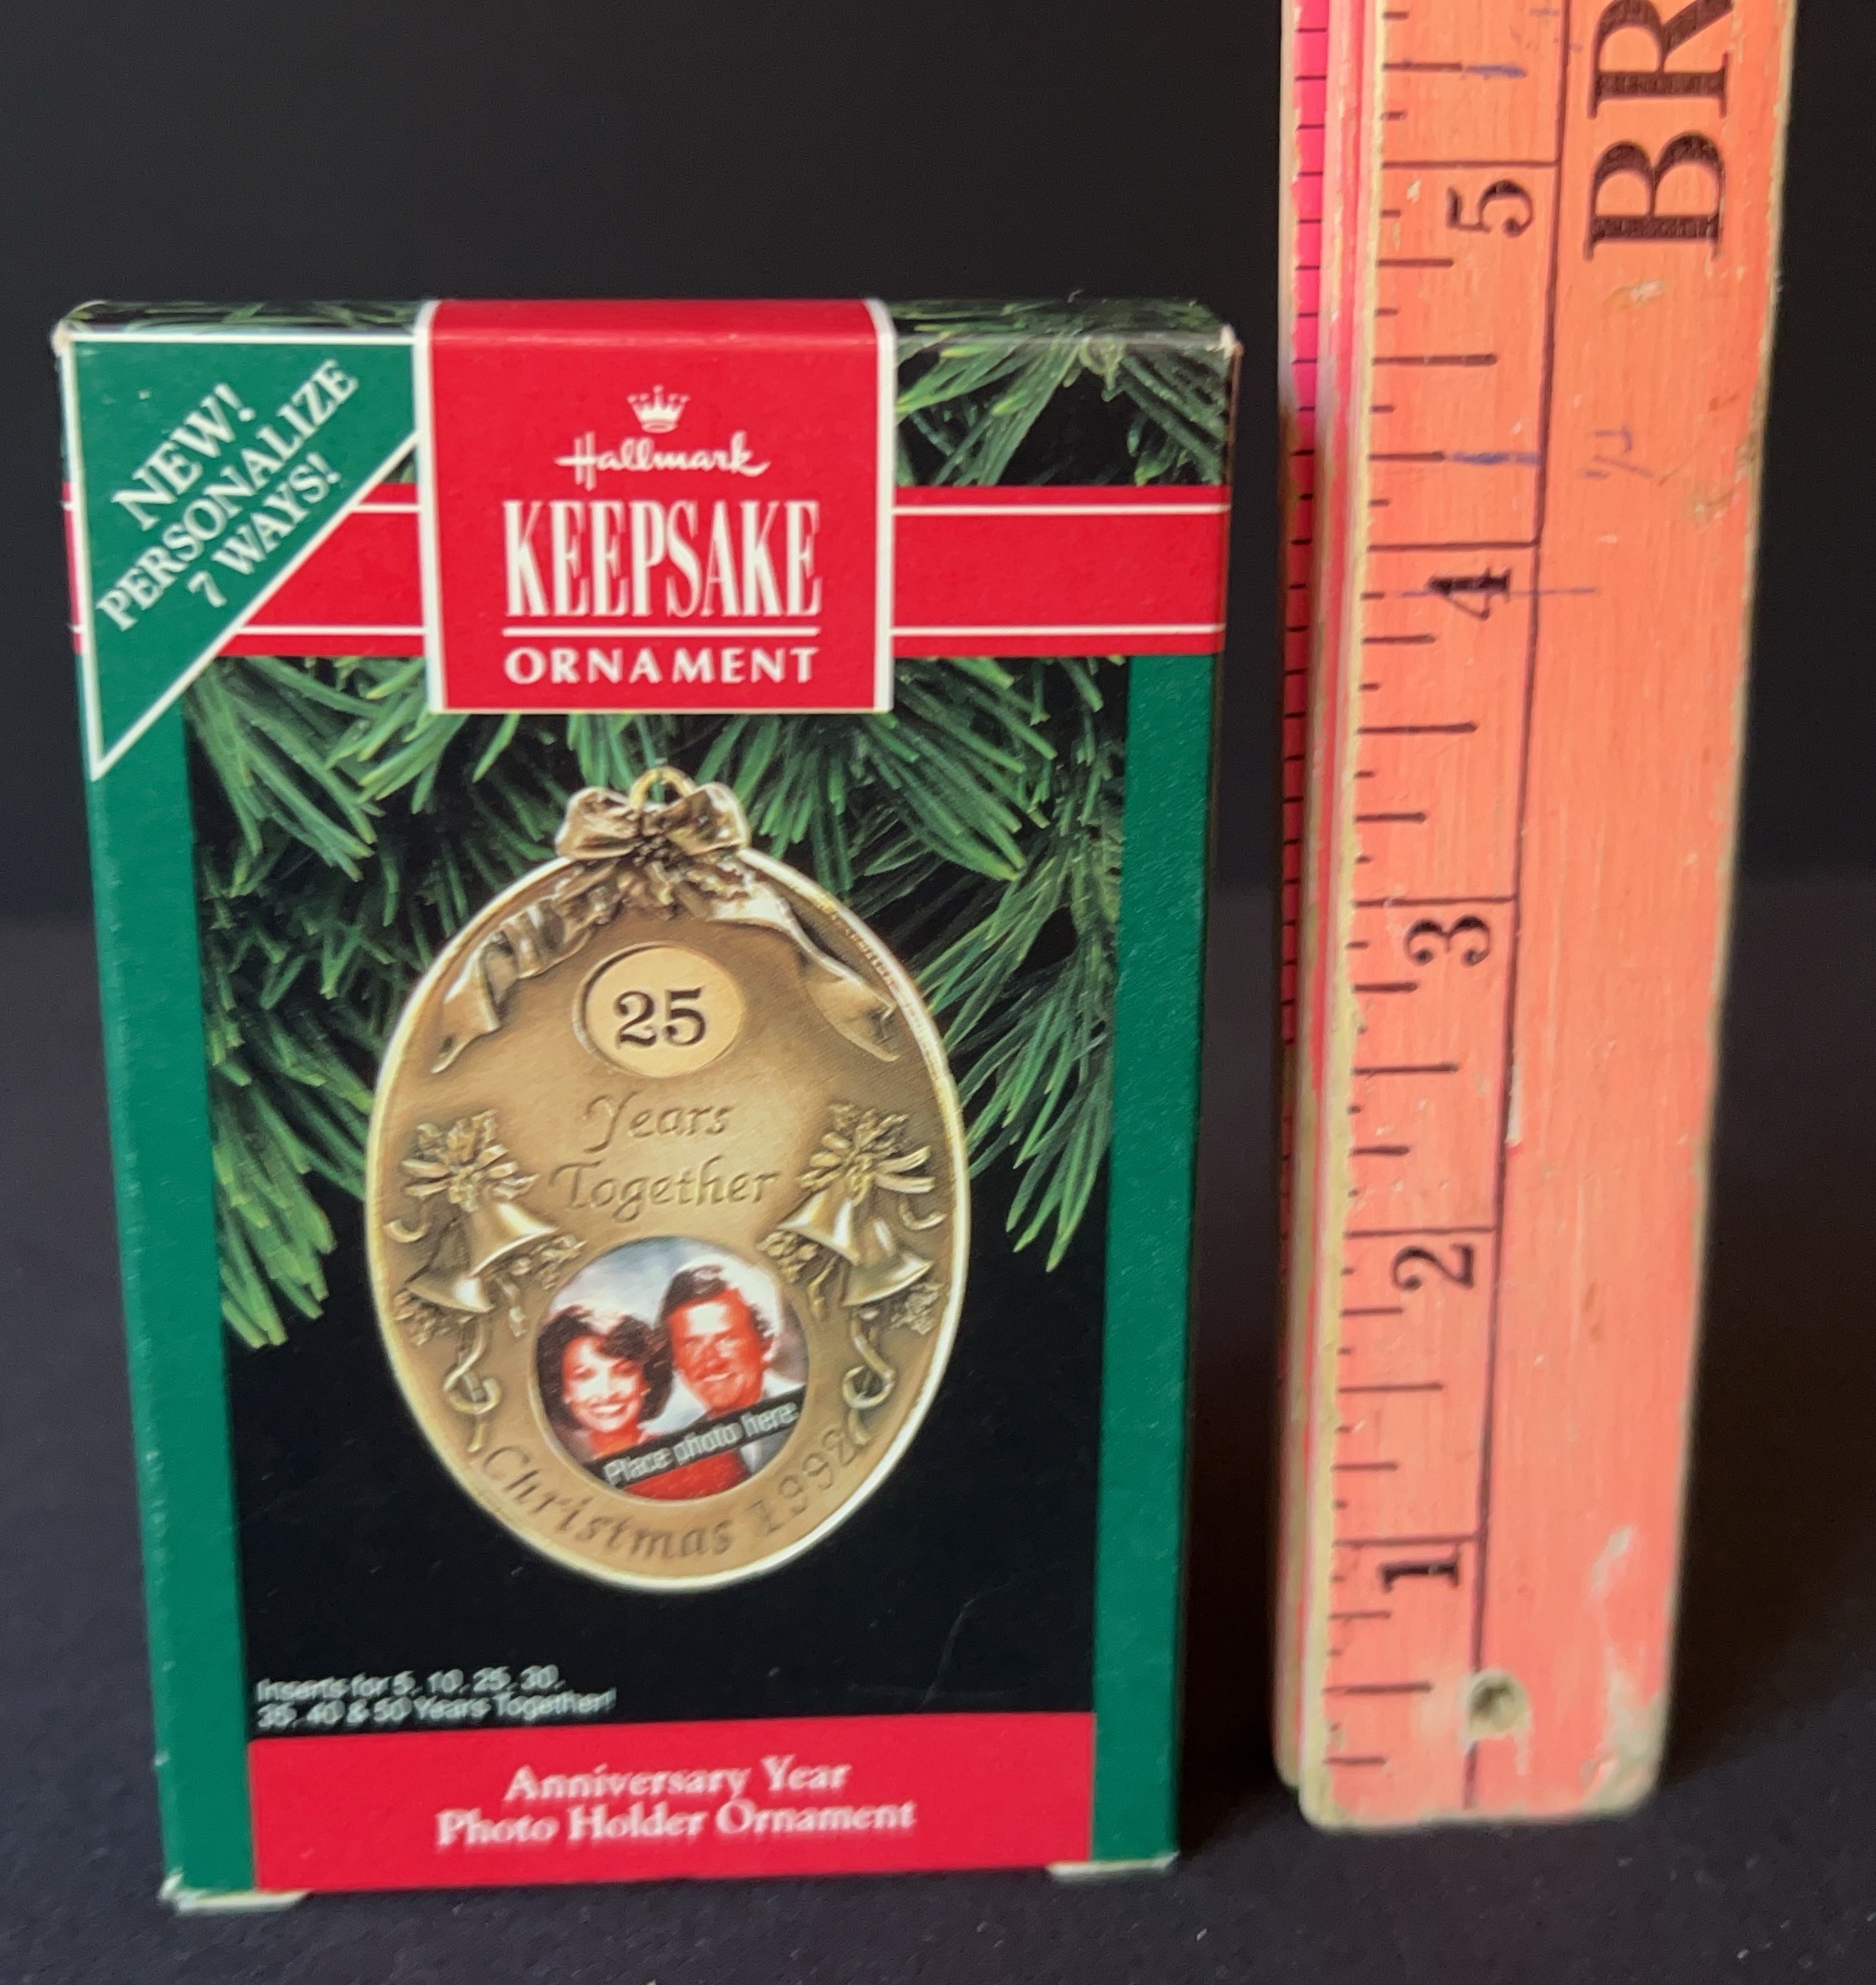 NEW!
PERSONALIZE
7 WAYS!
Hallmark
KEEPSAKE
ORNAMENT
25
Years
Together
Place photo here.
Christmas 1992
Inserts for 5, 10, 25, 30,
35, 40 & 50 Years Together!
Anniversary Year
Photo Holder Ornament
BR
5
4
3
2
1